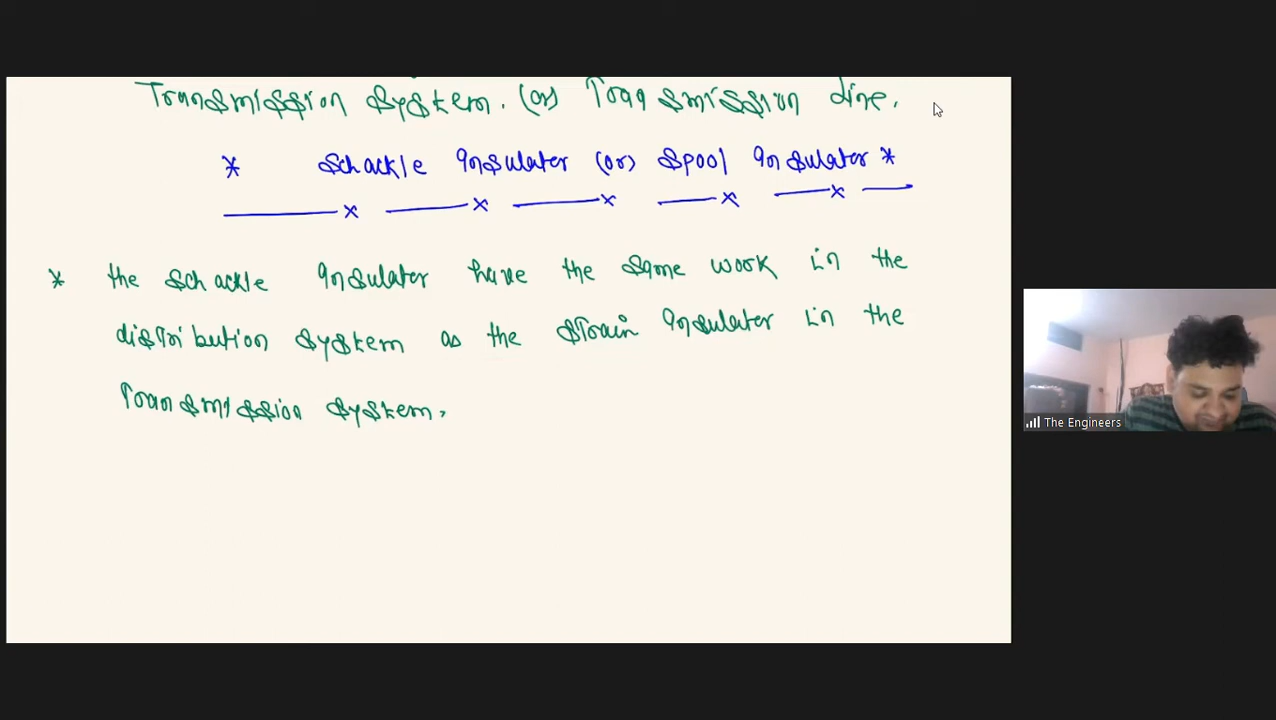 Transmission System. (or) Transmission line.
* Schackle Insulater (or) Spool Insulater *
* the Schackle Insulater have the same work in the
distribution System as the Strain Insulater in the
Transmission System.
The Engineers